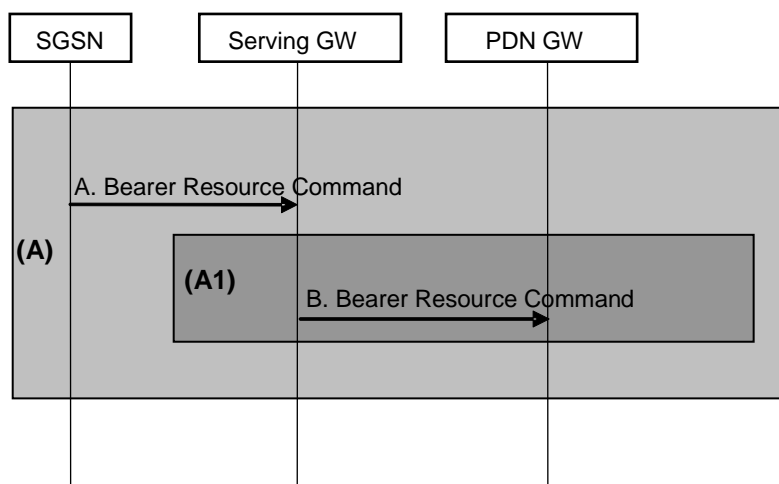 SGSN
Serving GW
PDN GW
A. Bearer Resource Command
(A)
(A1)
B. Bearer Resource Command